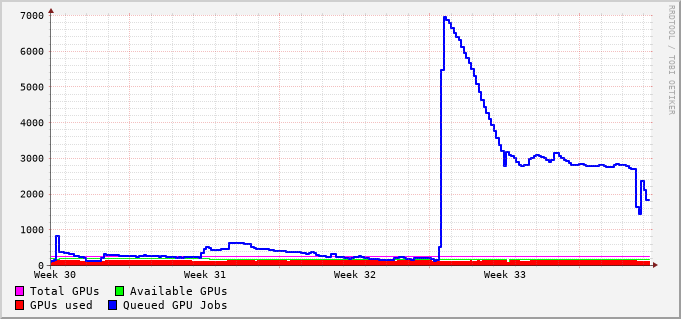 7000
6000
5000
4000
3000
2000
1000
0
Week 30 Week 31 Week 32 Week 33
Total GPUs Available GPUs
GPUs used Queued GPU Jobs
RRDTOOL / TOBI OETIKER